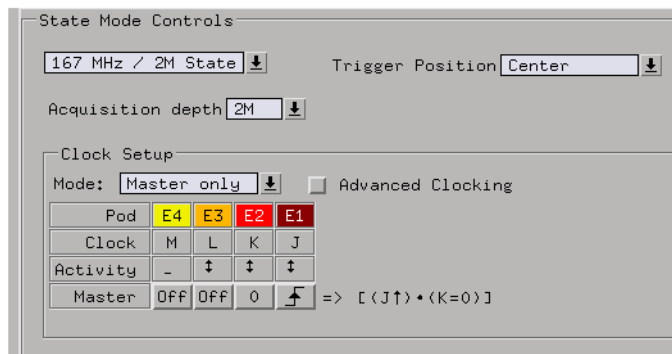 State Mode Controls
167 MHz / 2M State Trigger Position Center
Acquisition depth 2M
Clock Setup
Mode: Master only Advanced Clocking
Pod E4 E3 E2 E1
Clock M L K J
Activity - ↕ ↕ ↕
Master Off Off 0 => [(J↑)•(K=0)]